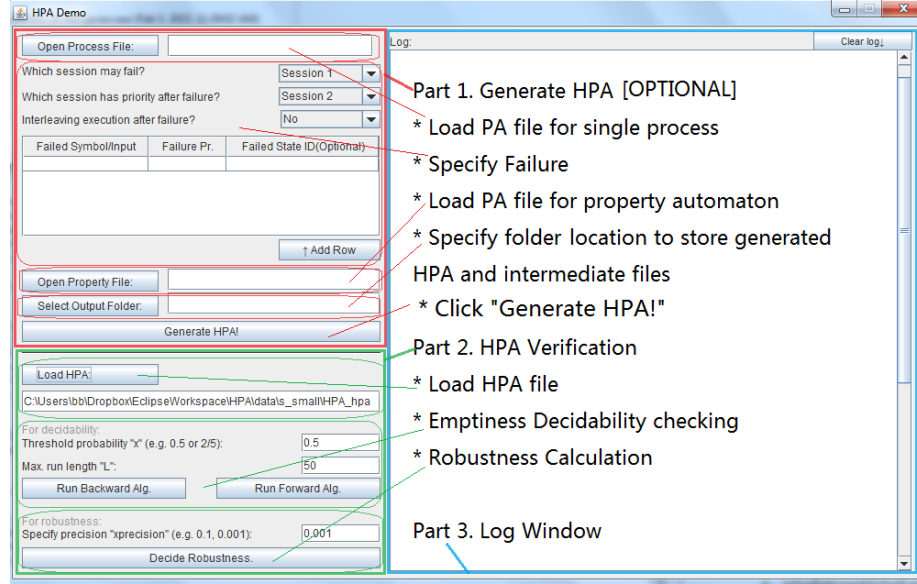 HPA Demo
Open Process File:
Which session may fail?
Session 1
Which session has priority after failure?
Session 2
Interleaving execution after failure?
No
Failed Symbol/Input
Failure Pr.
Failed State ID(Optional)
↑ Add Row
Open Property File:
Select Output Folder:
Generate HPA!
Load HPA:
C:\Users\bb\Dropbox\EclipseWorkspace\HPA\data\s_small\HPA_hpa
For decidability:
Threshold probability "x" (e.g. 0.5 or 2/5):
0.5
Max. run length "L":
50
Run Backward Alg.
Run Forward Alg.
For robustness:
Specify precision "xprecision" (e.g. 0.1, 0.001):
0.001
Decide Robustness.
Log:
Clear log↓
Part 1. Generate HPA [OPTIONAL]
* Load PA file for single process
* Specify Failure
* Load PA file for property automaton
* Specify folder location to store generated
HPA and intermediate files
* Click "Generate HPA!"
Part 2. HPA Verification
* Load HPA file
* Emptiness Decidability checking
* Robustness Calculation
Part 3. Log Window